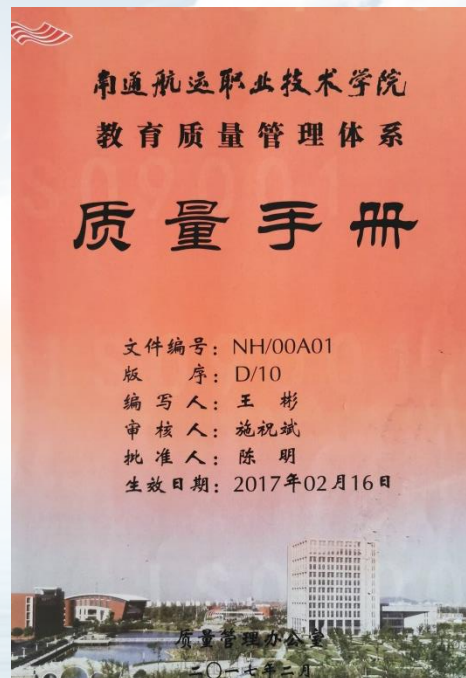 南通航运职业技术学院
教育质量管理体系
质量手册
文件编号：NH/00A01
版序：D/10
编写人：王彬
审核人：施祝斌
批准人：陈明
生效日期：2017年02月16日
质量管理办公室
二〇一七年二月